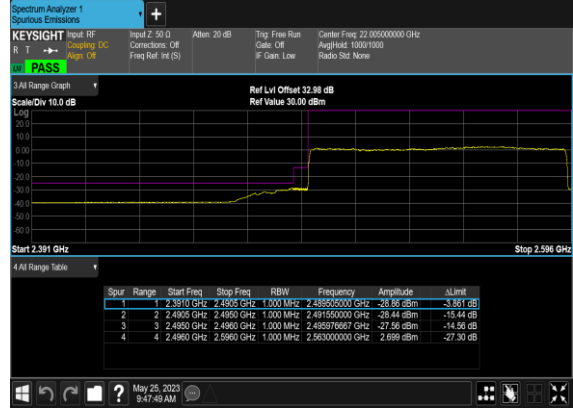 Spectrum Analyzer 1
Spurious Emissions
+
KEYSIGHT Input: RF Input Z: 50 Ω Atten: 20 dB Trig: Free Run Center Freq: 22.005000000 GHz
R T Coupling: DC Corrections: Off Gate: Off Avg|Hold: 1000/1000
Align: Off Freq Ref: Int (S) IF Gain: Low Radio Std: None
PASS
3 All Range Graph
Ref Lvl Offset 32.98 dB
Scale/Div 10.0 dB Ref Value 30.00 dBm
Log
20.0
10.0
0.00
-10.0
-20.0
-30.0
-40.0
-50.0
-60.0
Start 2.391 GHz Stop 2.596 GHz
4 All Range Table
Spur Range Start Freq Stop Freq RBW Frequency Amplitude ΔLimit
1 1 2.3910 GHz 2.4905 GHz 1.000 MHz 2.489505000 GHz -28.86 dBm -3.861 dB
2 2 2.4905 GHz 2.4950 GHz 1.000 MHz 2.491550000 GHz -28.44 dBm -15.44 dB
3 3 2.4950 GHz 2.4960 GHz 1.000 MHz 2.495976667 GHz -27.56 dBm -14.56 dB
4 4 2.4960 GHz 2.5960 GHz 1.000 MHz 2.563000000 GHz 2.699 dBm -27.30 dB
? May 25, 2023
9:47:49 AM